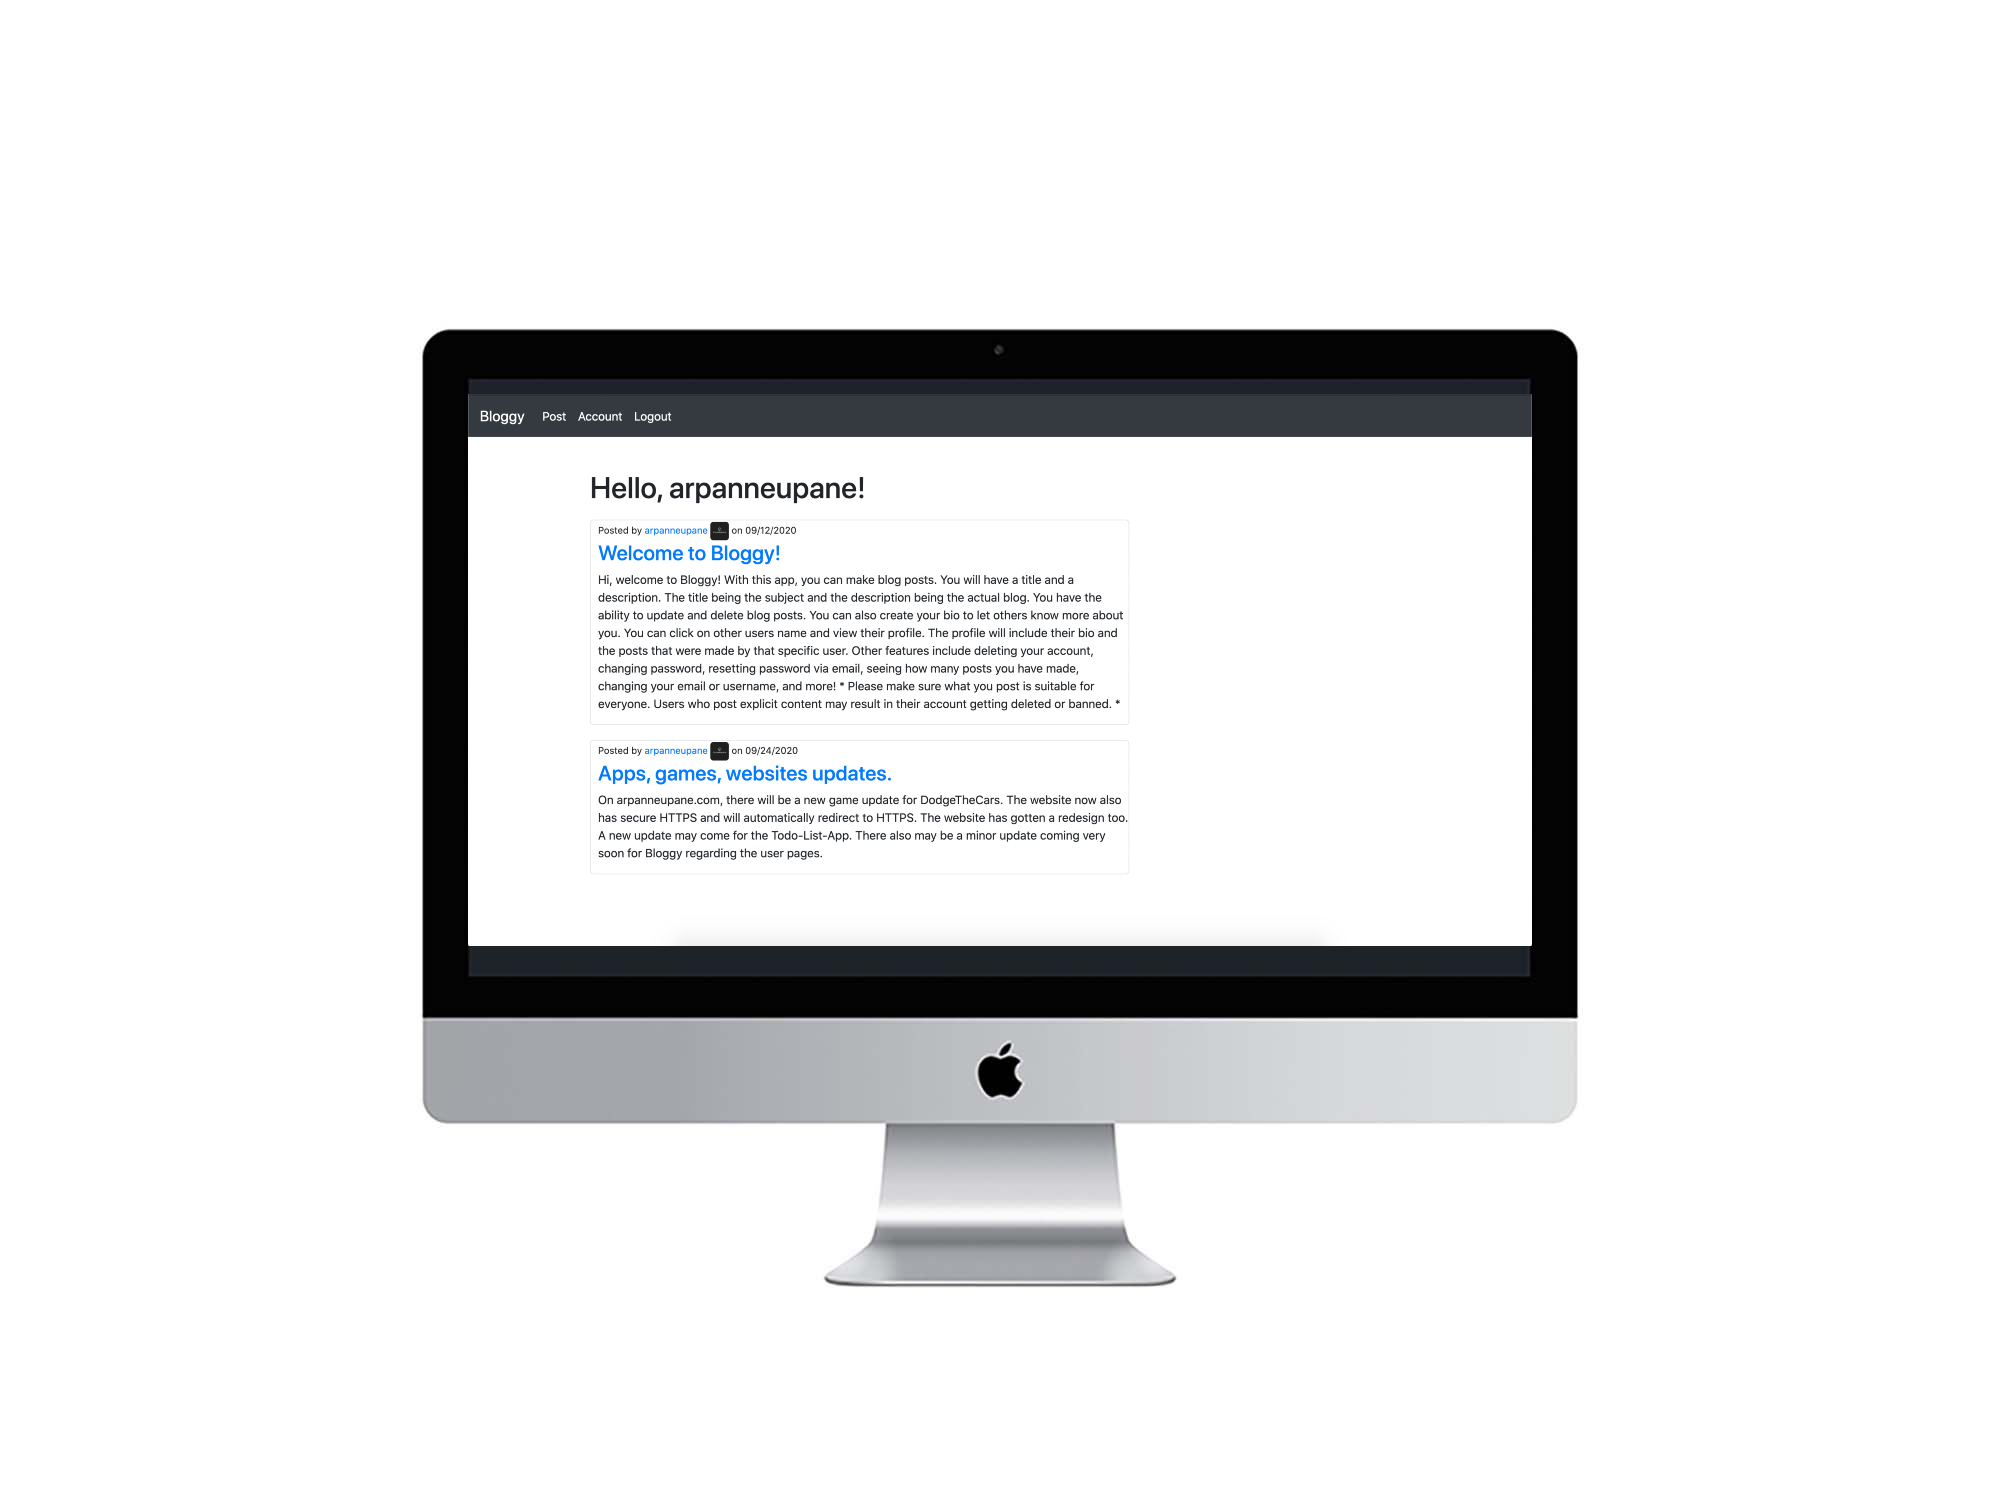 Bloggy Post Account Logout
Hello, arpanneupane!
Posted by arpanneupane on 09/12/2020
Welcome to Bloggy!
Hi, welcome to Bloggy! With this app, you can make blog posts. You will have a title and a
description. The title being the subject and the description being the actual blog. You have the
ability to update and delete blog posts. You can also create your bio to let others know more about
you. You can click on other users name and view their profile. The profile will include their bio and
the posts that were made by that specific user. Other features include deleting your account,
changing password, resetting password via email, seeing how many posts you have made,
changing your email or username, and more! * Please make sure what you post is suitable for
everyone. Users who post explicit content may result in their account getting deleted or banned. *
Posted by arpanneupane on 09/24/2020
Apps, games, websites updates.
On arpanneupane.com, there will be a new game update for DodgeTheCars. The website now also
has secure HTTPS and will automatically redirect to HTTPS. The website has gotten a redesign too.
A new update may come for the Todo-List-App. There also may be a minor update coming very
soon for Bloggy regarding the user pages.